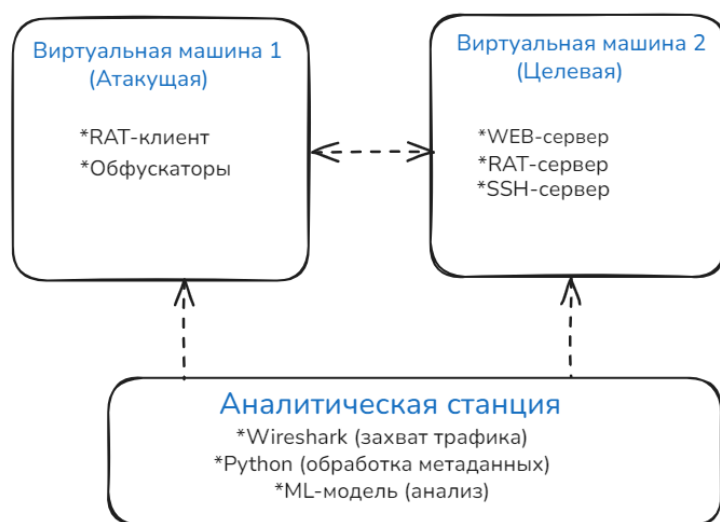 Виртуальная машина 1
(Атакущая)
*RAT-клиент
*Обфускаторы
Виртуальная машина 2
(Целевая)
*WEB-сервер
*RAT-сервер
*SSH-сервер
Аналитическая станция
*Wireshark (захват трафика)
*Python (обработка метаданных)
*ML-модель (анализ)